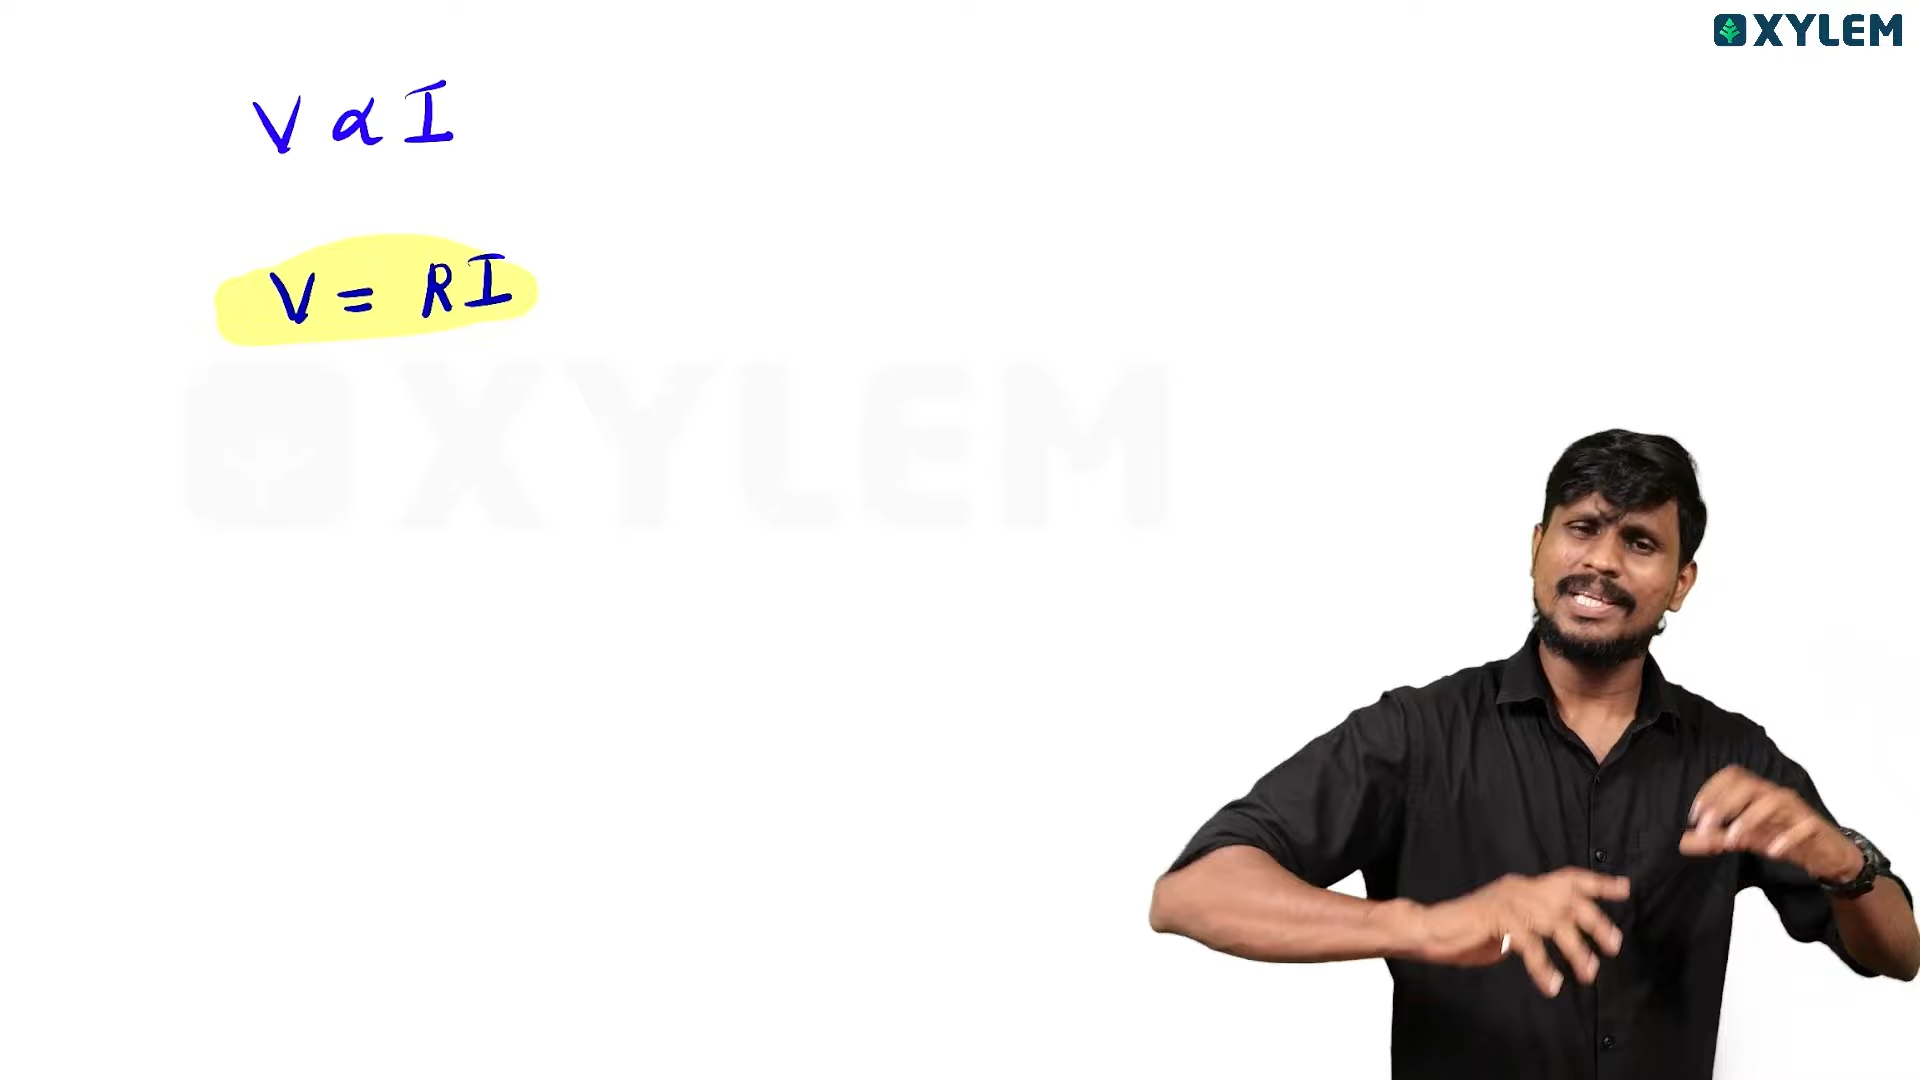 XYLEM
V α I
V = RI
XYLEM